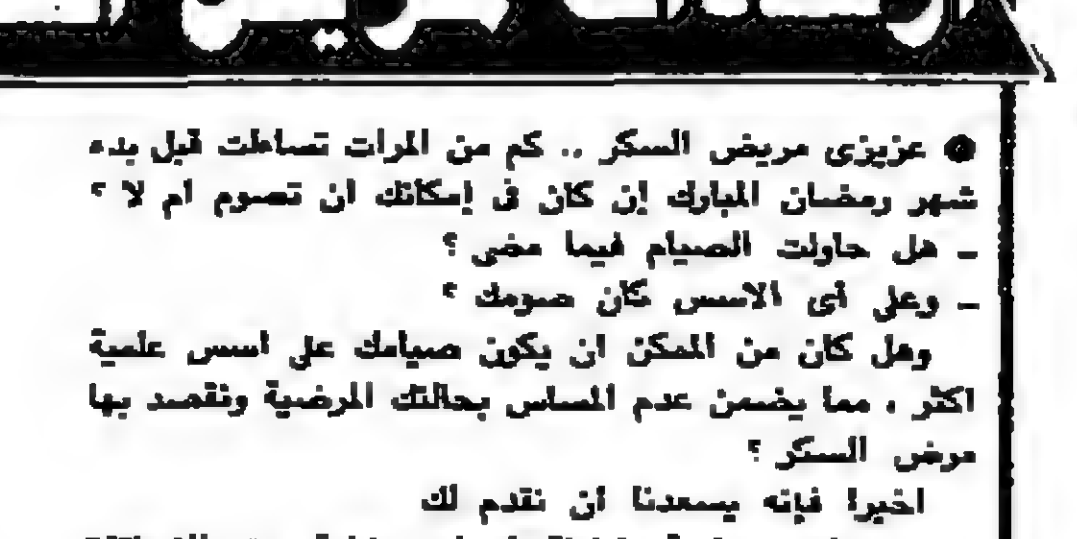 ● عزيزى مريض السكر .. كم من المرات تساءلت قبل بدء
شهر رمضان المبارك إن كان فى إمكانك ان تصوم ام لا ؟
ـ هل حاولت الصيام فيما مضى ؟
ـ وعلى أى الاسس كان صومك ؟
وهل كان من الممكن ان يكون صيامك على اسس علمية
اكثر ، مما يضمن عدم المساس بحالتك المرضية ونقصد بها
مرض السكر ؟
اخيرا فإنه يسعدنا ان نقدم لك